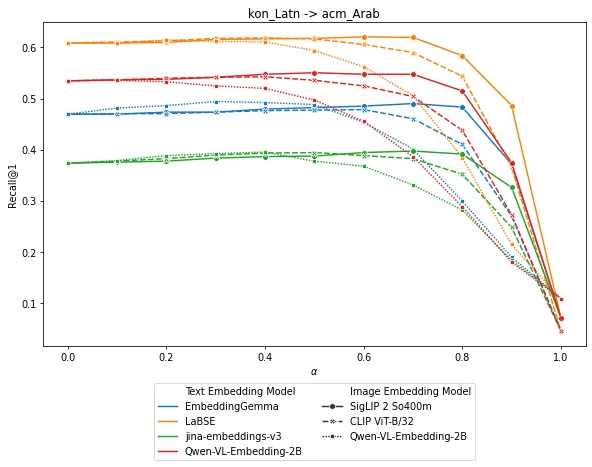 kon_Latn -> acm_Arab
Recall@1
0.6
0.5
0.4
0.3
0.2
0.1
0.0 0.2 0.4 0.6 0.8 1.0
α
Text Embedding Model
EmbeddingGemma
LaBSE
jina-embeddings-v3
Qwen-VL-Embedding-2B
Image Embedding Model
SigLIP 2 So400m
CLIP ViT-B/32
Qwen-VL-Embedding-2B